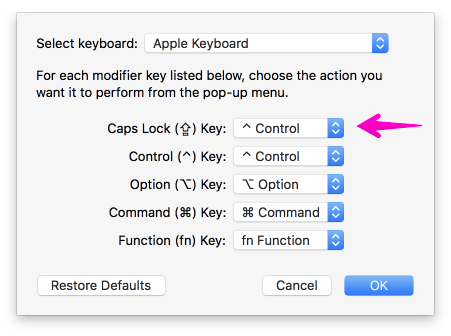 Select keyboard: Apple Keyboard
For each modifier key listed below, choose the action you
want it to perform from the pop-up menu.
Caps Lock (⇪) Key: ^ Control
Control (^) Key: ^ Control
Option (⌥) Key: ⌥ Option
Command (⌘) Key: ⌘ Command
Function (fn) Key: fn Function
Restore Defaults Cancel OK